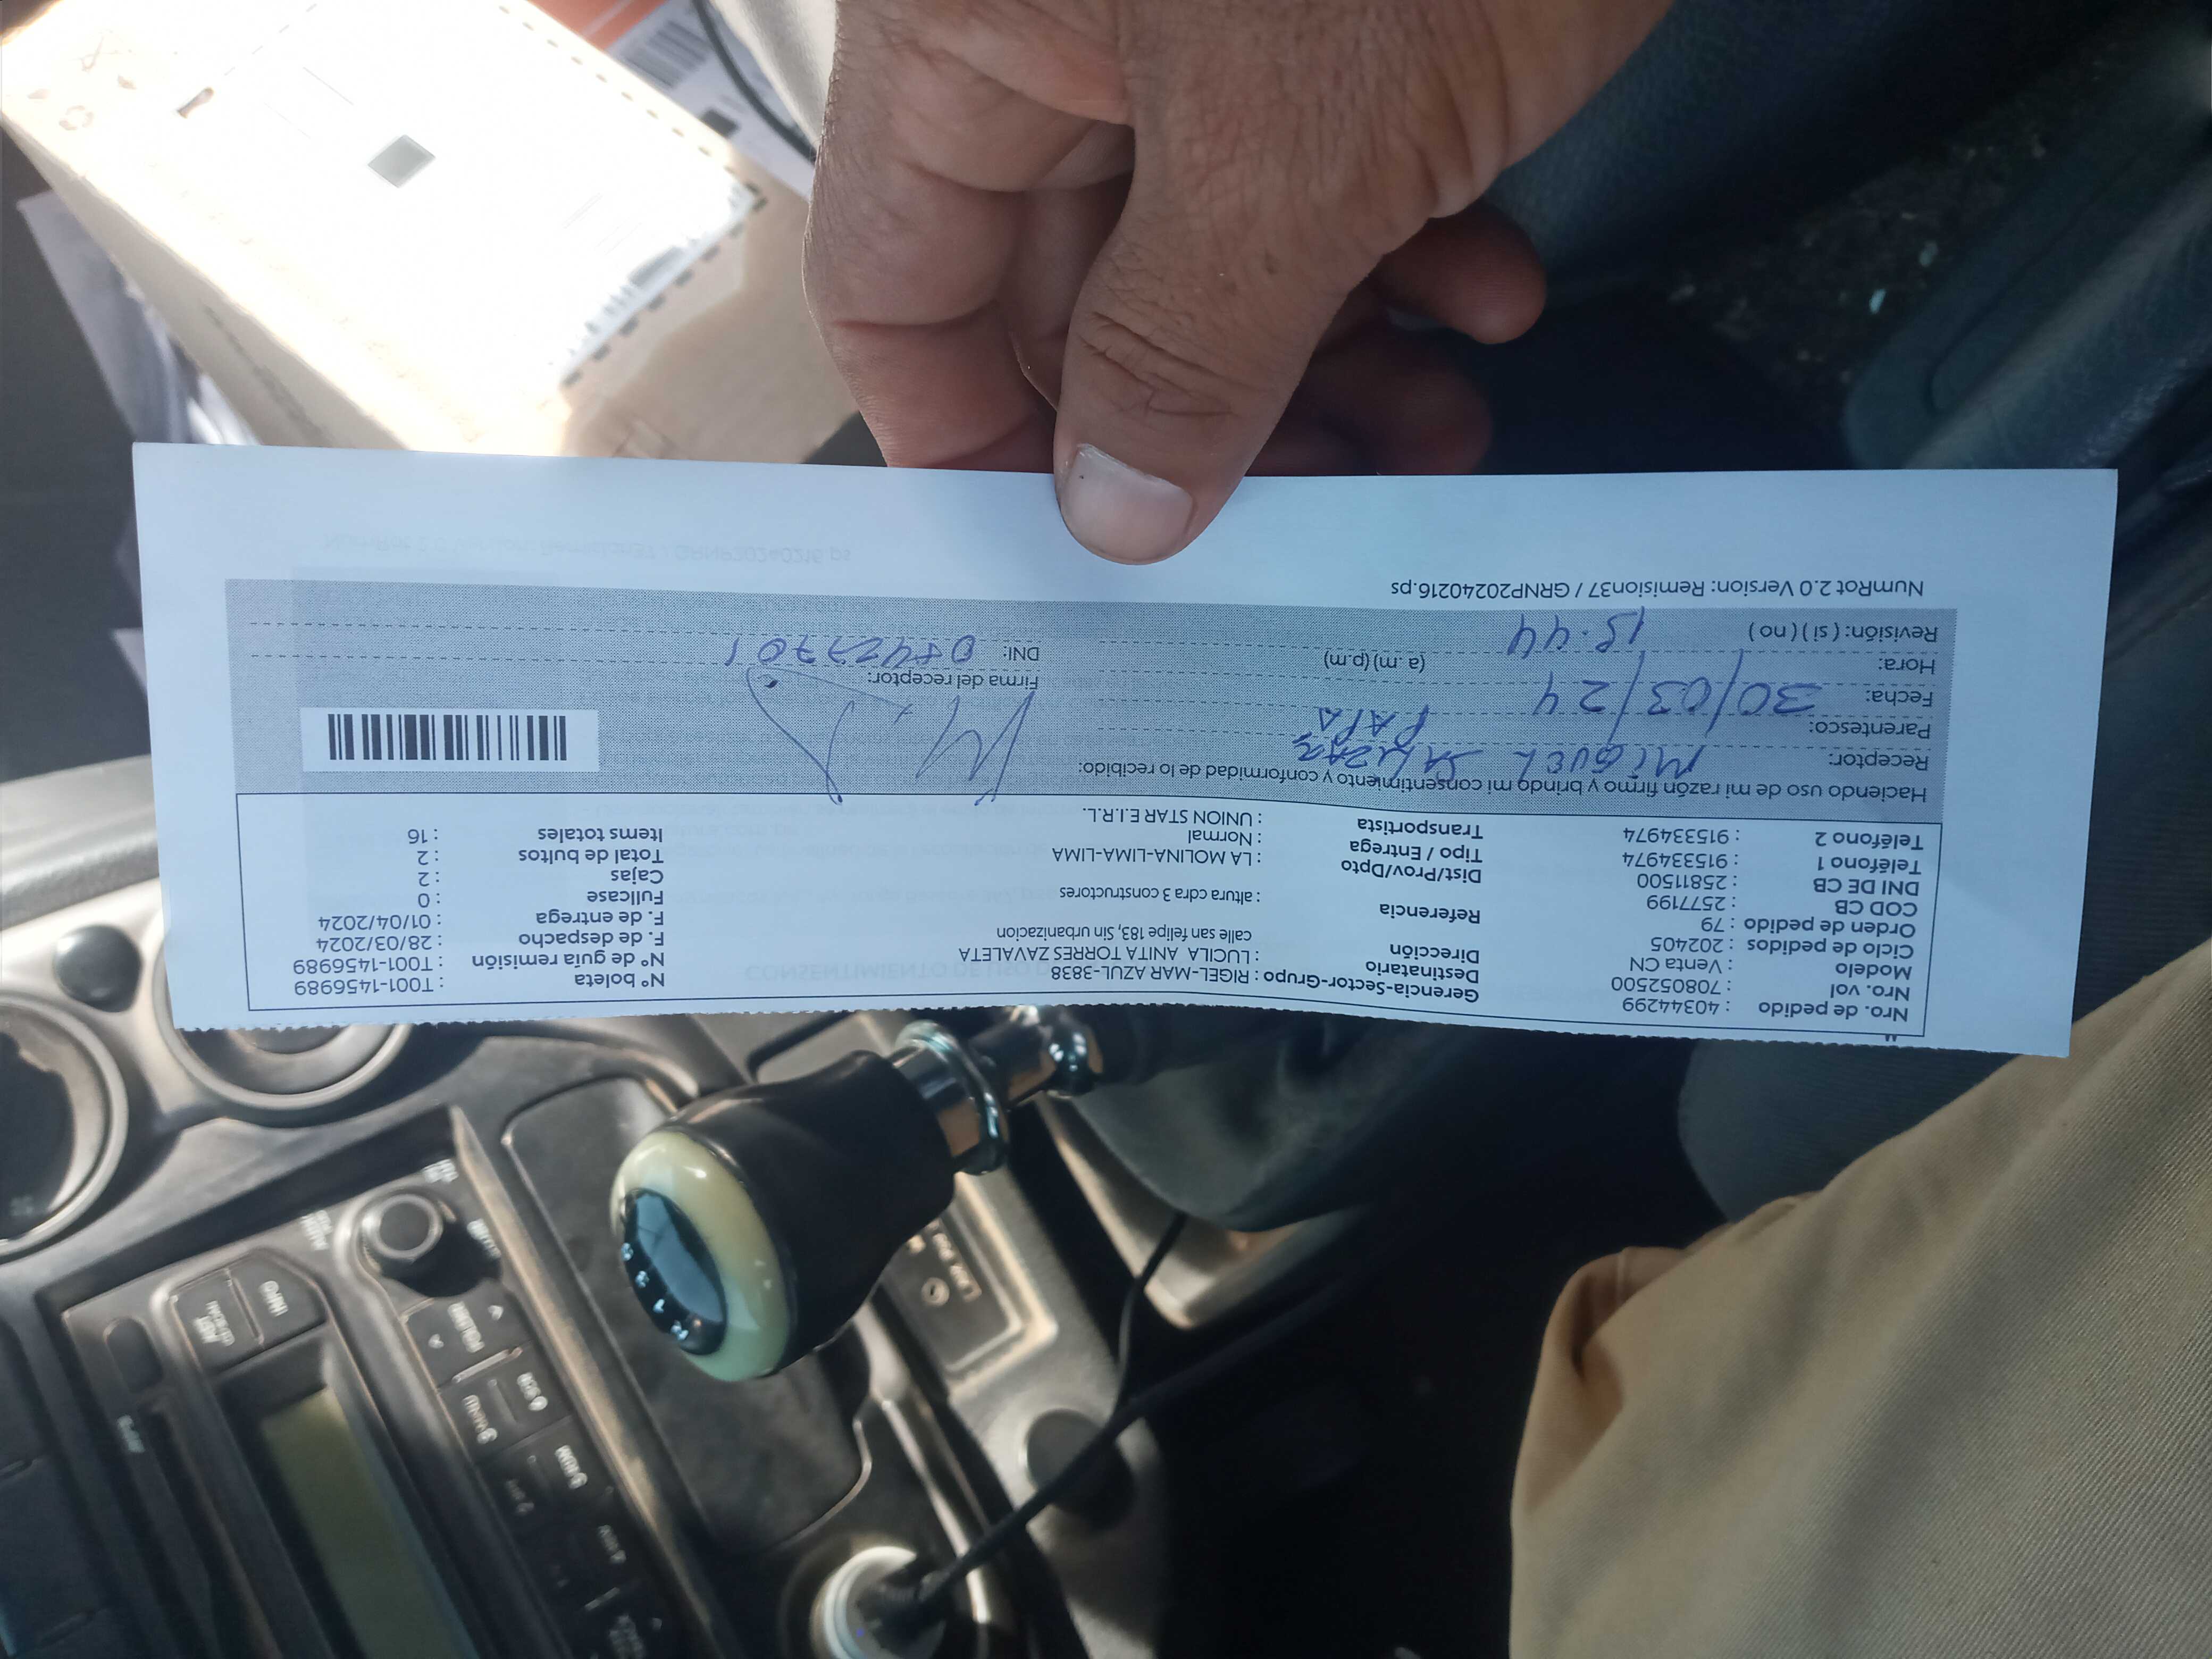 Nro. de pedido : 40344299
Nro. vol : 708052500
Modelo : Venta CN
Ciclo de pedidos : 202405
Orden de pedido : 79
COD CB : 2577199
DNI DE CB : 25811500
Teléfono 1 : 915334974
Teléfono 2 : 915334974
Gerencia-Sector-Grupo : RIGEL-MAR AZUL-3838
Destinatario : LUCILA ANITA TORRES ZAVALETA
Dirección calle san felipe 183, Sin urbanizacion
Referencia : altura cdra 3 constructores
Dist/Prov/Dpto : LA MOLINA-LIMA-LIMA
Tipo / Entrega : Normal
Transportista : UNION STAR E.I.R.L.
Nº boleta : T001-1456989
Nº de guía remisión : T001-1456989
F. de despacho : 28/03/2024
F. de entrega : 01/04/2024
Fullcase : 0
Cajas : 2
Total de bultos : 2
Items totales : 16
Haciendo uso de mi razón firmo y brindo mi consentimiento y conformidad de lo recibido:
Receptor: MIGUEL SALAZAR
Parentesco: PAPA
Fecha: 30/03/24
Hora: (a .m) (p.m)
Revisión: ( si ) ( no ) 15.44
Firma del receptor:
DNI: 08427701
NumRot 2.0 Version: Remision37 / GRNP20240216.ps
INFO
VOLUME
MENU